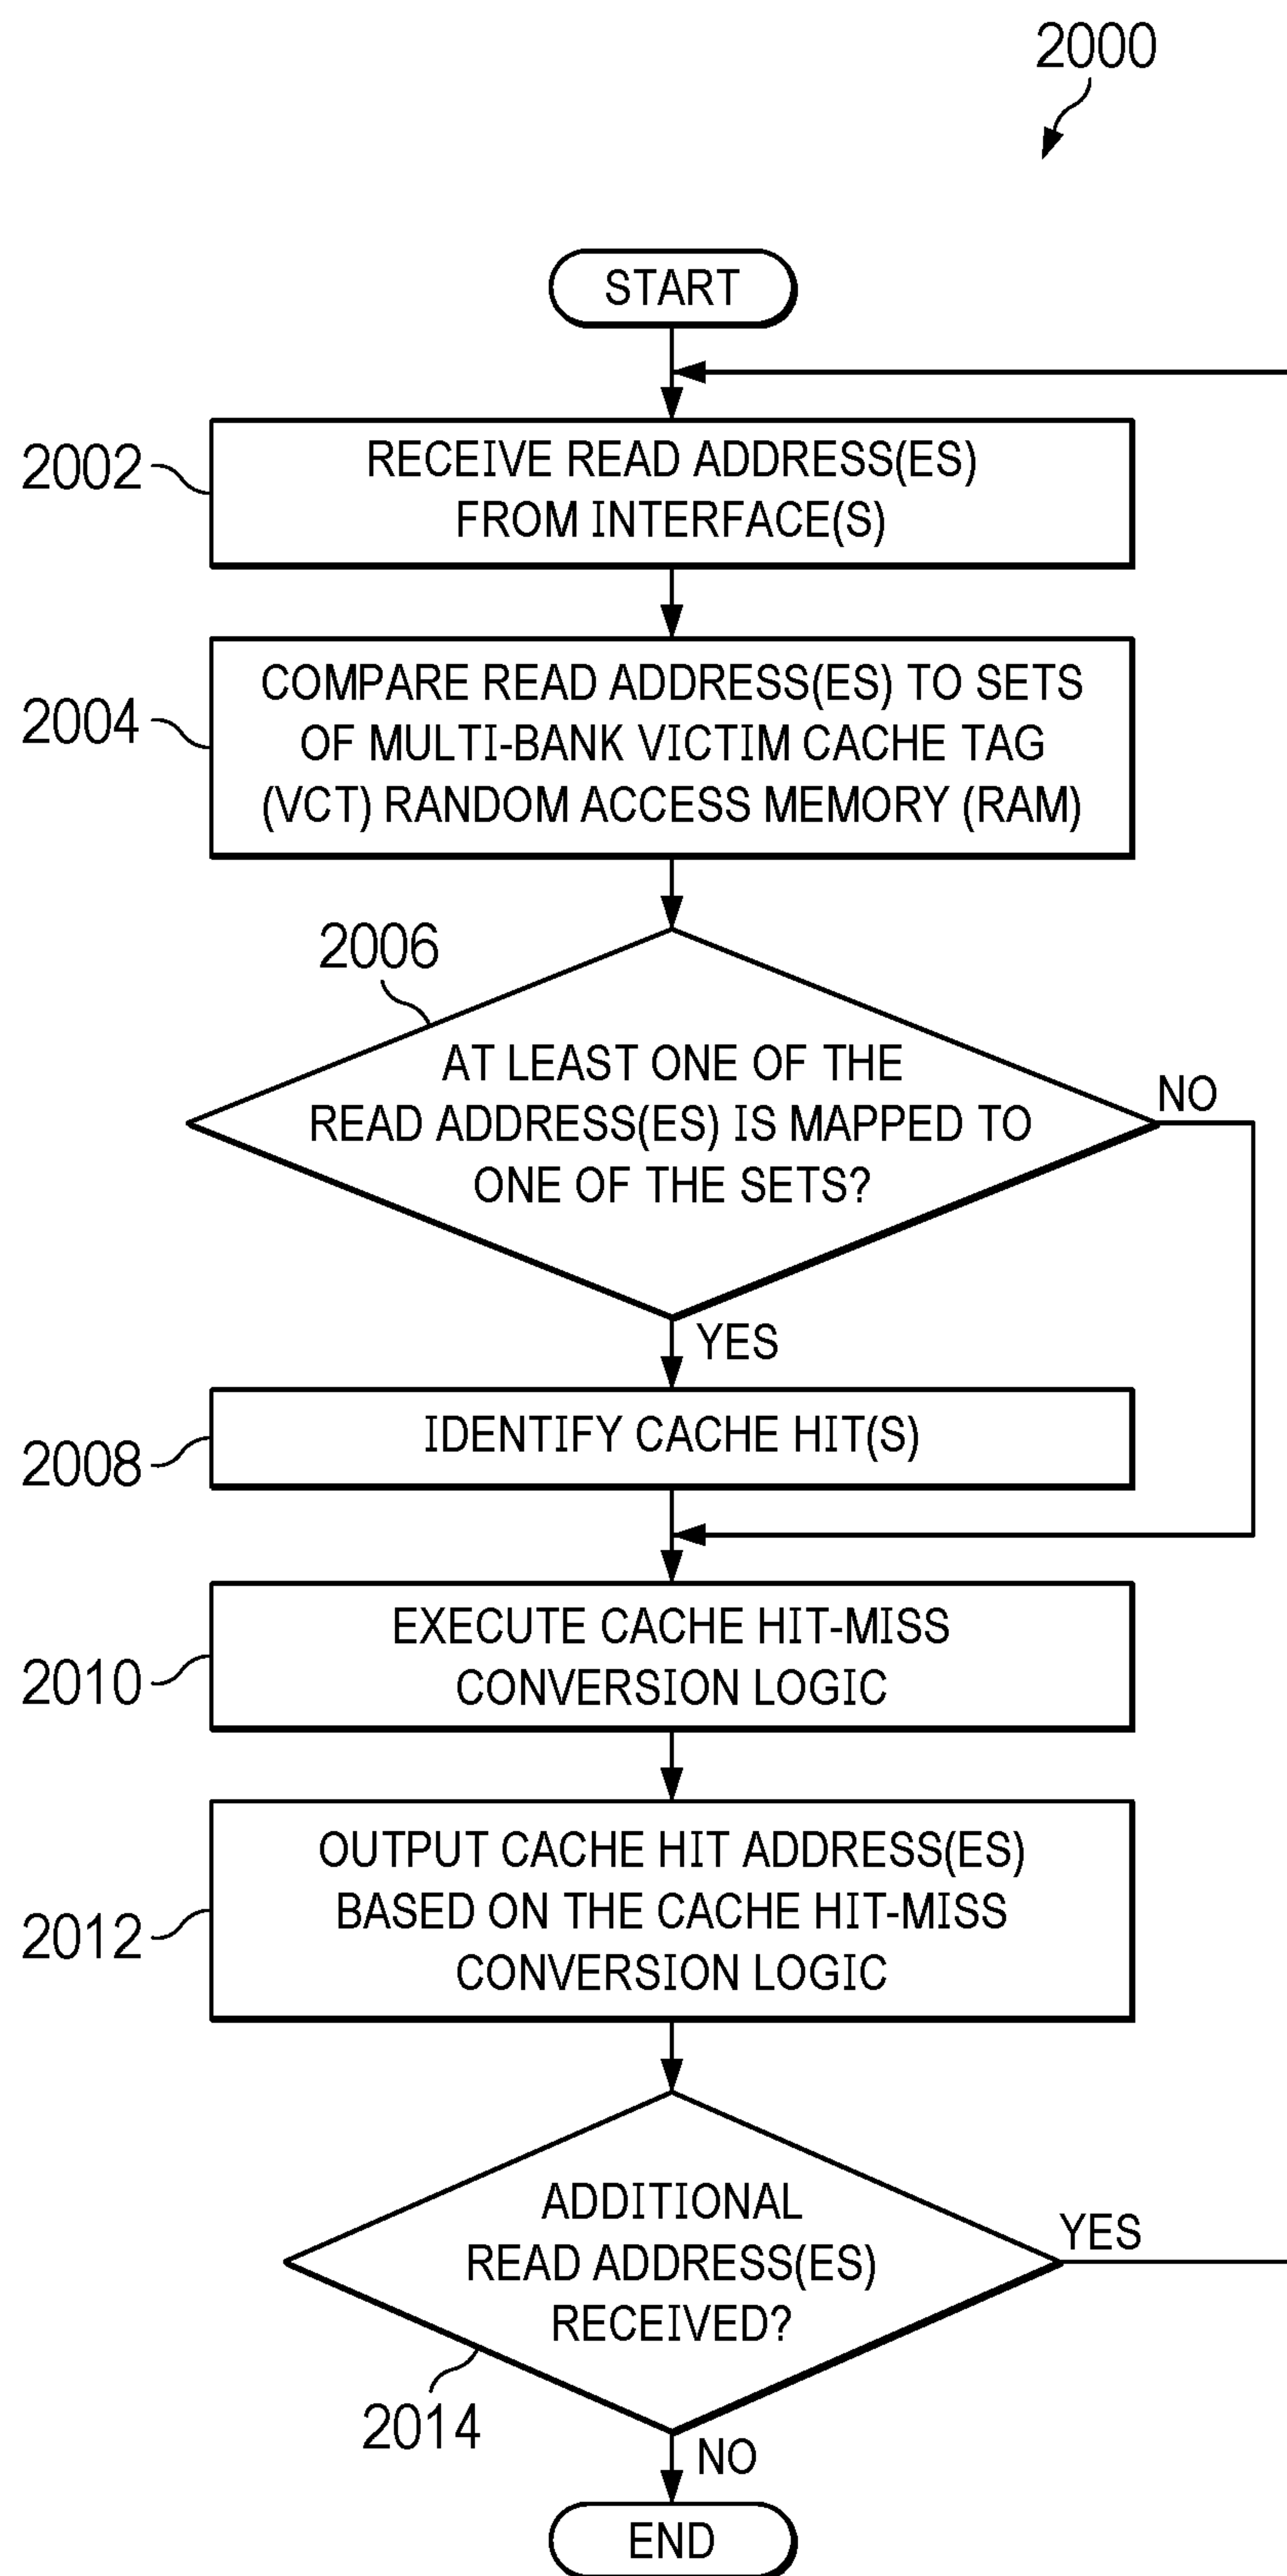 2000
START
2002
RECEIVE READ ADDRESS(ES)
FROM INTERFACE(S)
2004
COMPARE READ ADDRESS(ES) TO SETS
OF MULTI-BANK VICTIM CACHE TAG
(VCT) RANDOM ACCESS MEMORY (RAM)
2006
AT LEAST ONE OF THE
READ ADDRESS(ES) IS MAPPED TO
ONE OF THE SETS?
NO
YES
2008
IDENTIFY CACHE HIT(S)
2010
EXECUTE CACHE HIT-MISS
CONVERSION LOGIC
2012
OUTPUT CACHE HIT ADDRESS(ES)
BASED ON THE CACHE HIT-MISS
CONVERSION LOGIC
ADDITIONAL
READ ADDRESS(ES)
RECEIVED?
YES
2014
NO
END